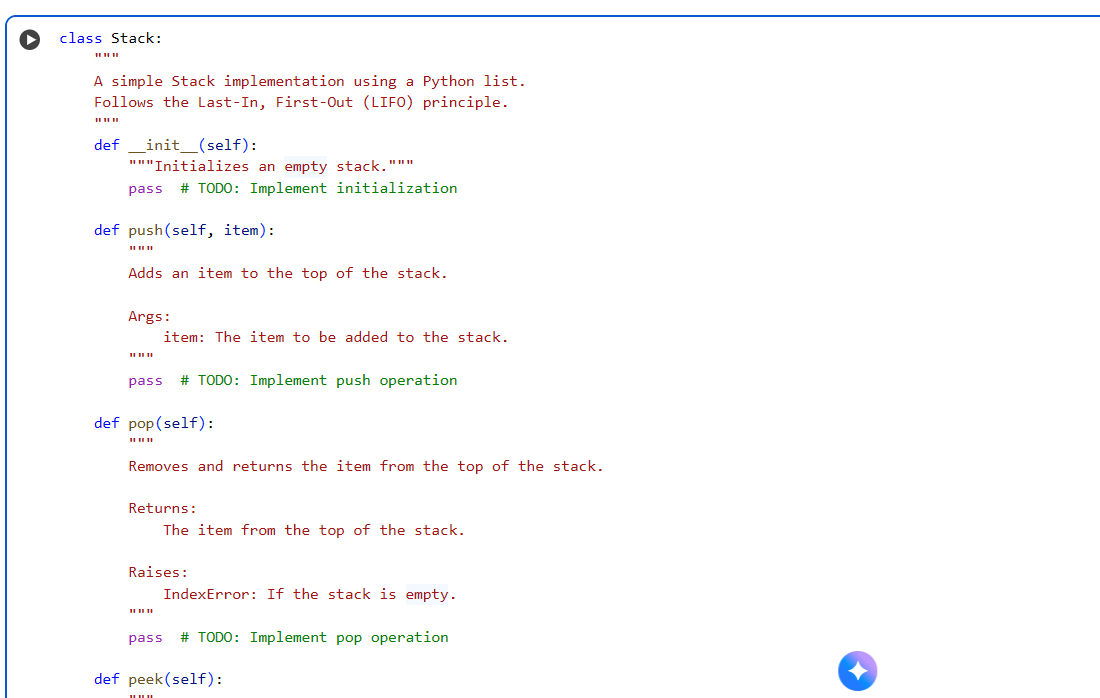 class Stack:
    """
    A simple Stack implementation using a Python list.
    Follows the Last-In, First-Out (LIFO) principle.
    """
    def __init__(self):
        """Initializes an empty stack."""
        pass  # TODO: Implement initialization

    def push(self, item):
        """
        Adds an item to the top of the stack.

        Args:
            item: The item to be added to the stack.
        """
        pass  # TODO: Implement push operation

    def pop(self):
        """
        Removes and returns the item from the top of the stack.

        Returns:
            The item from the top of the stack.

        Raises:
            IndexError: If the stack is empty.
        """
        pass  # TODO: Implement pop operation

    def peek(self):
        """